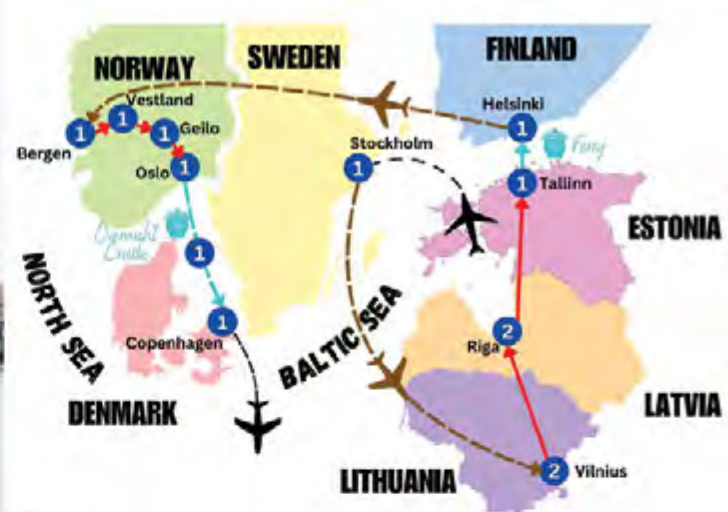 NORWAY
SWEDEN
FINLAND
Vestland
1
1
Geilo
1
Bergen
Oslo
1
Helsinki
1
Ferry
Stockholm
1
1
Tallinn
ESTONIA
Overnight
Cruise
1
NORTH SEA
1
Copenhagen
BALTIC SEA
2
Riga
DENMARK
LATVIA
LITHUANIA
2
Vilnius